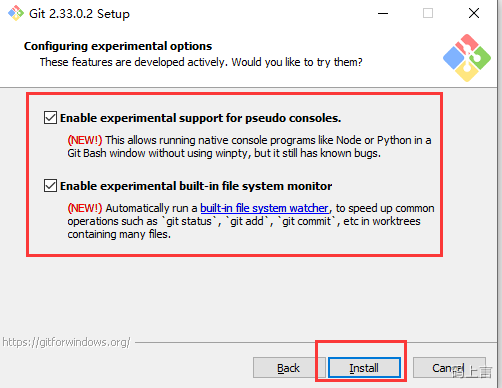 Git 2.33.0.2 Setup
Configuring experimental options
These features are developed actively. Would you like to try them?
Enable experimental support for pseudo consoles.
(NEW!) This allows running native console programs like Node or Python in a
Git Bash window without using winpty, but it still has known bugs.
Enable experimental built-in file system monitor
(NEW!) Automatically run a built-in file system watcher, to speed up common
operations such as `git status`, `git add`, `git commit`, etc in worktrees
containing many files.
https://gitforwindows.org/
Back
Install
Cancel
码上言